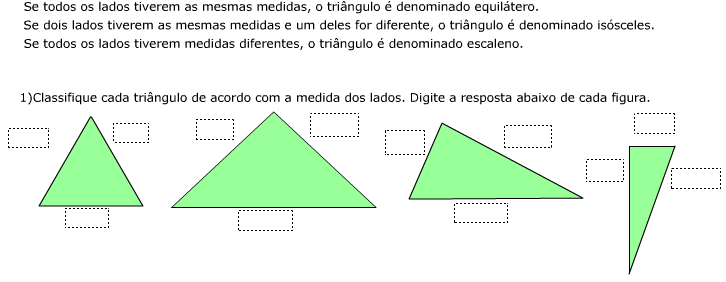 Se todos os lados tiverem as mesmas medidas, o triângulo é denominado equilátero.
Se dois lados tiverem as mesmas medidas e um deles for diferente, o triângulo é denominado isósceles.
Se todos os lados tiverem medidas diferentes, o triângulo é denominado escaleno.
1)Classifique cada triângulo de acordo com a medida dos lados. Digite a resposta abaixo de cada figura.